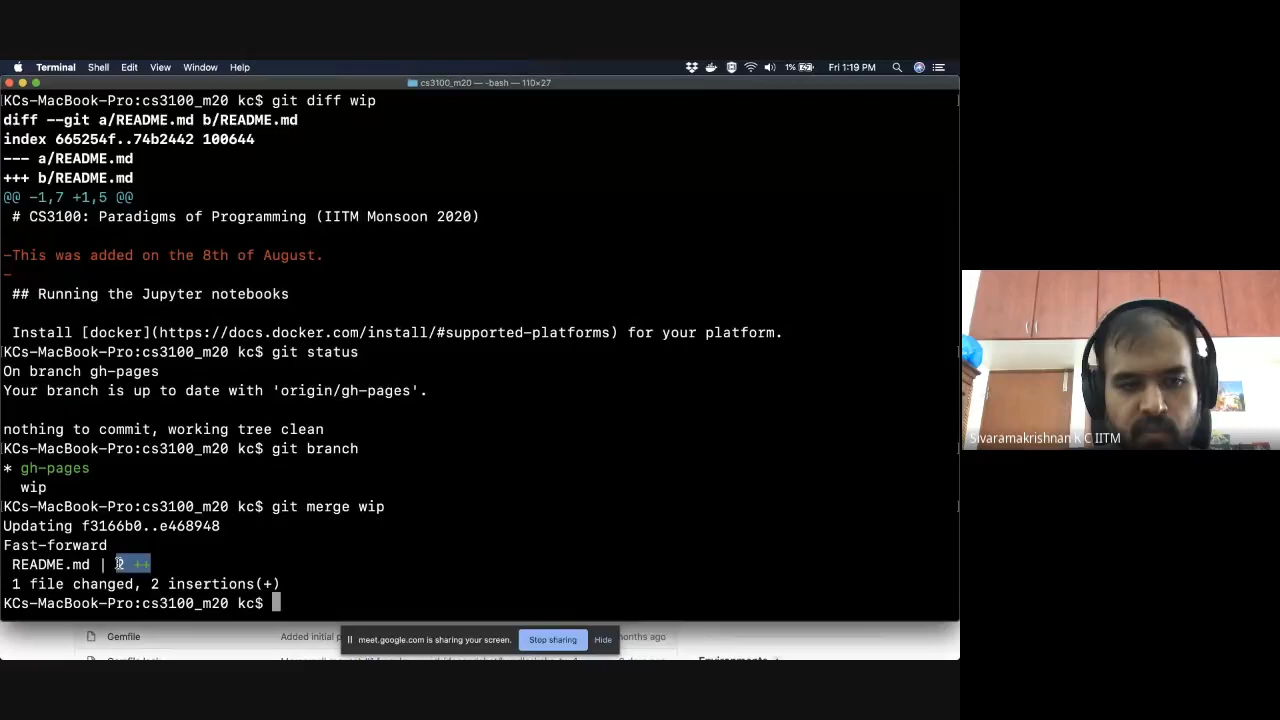 Terminal Shell Edit View Window Help 1% Fri 1:19 PM
cs3100_m20 — -bash — 110×27
KCs-MacBook-Pro:cs3100_m20 kc$ git diff wip
diff --git a/README.md b/README.md
index 665254f..74b2442 100644
--- a/README.md
+++ b/README.md
@@ -1,7 +1,5 @@
# CS3100: Paradigms of Programming (IITM Monsoon 2020)
-This was added on the 8th of August.
-
## Running the Jupyter notebooks
Install [docker](https://docs.docker.com/install/#supported-platforms) for your platform.
KCs-MacBook-Pro:cs3100_m20 kc$ git status
On branch gh-pages
Your branch is up to date with 'origin/gh-pages'.
nothing to commit, working tree clean
KCs-MacBook-Pro:cs3100_m20 kc$ git branch
* gh-pages
wip
KCs-MacBook-Pro:cs3100_m20 kc$ git merge wip
Updating f3166b0..e468948
Fast-forward
README.md | 2 ++
1 file changed, 2 insertions(+)
KCs-MacBook-Pro:cs3100_m20 kc$
Gemfile Added initial months ago
meet.google.com is sharing your screen. Stop sharing Hide
Sivaramakrishnan K C IITM